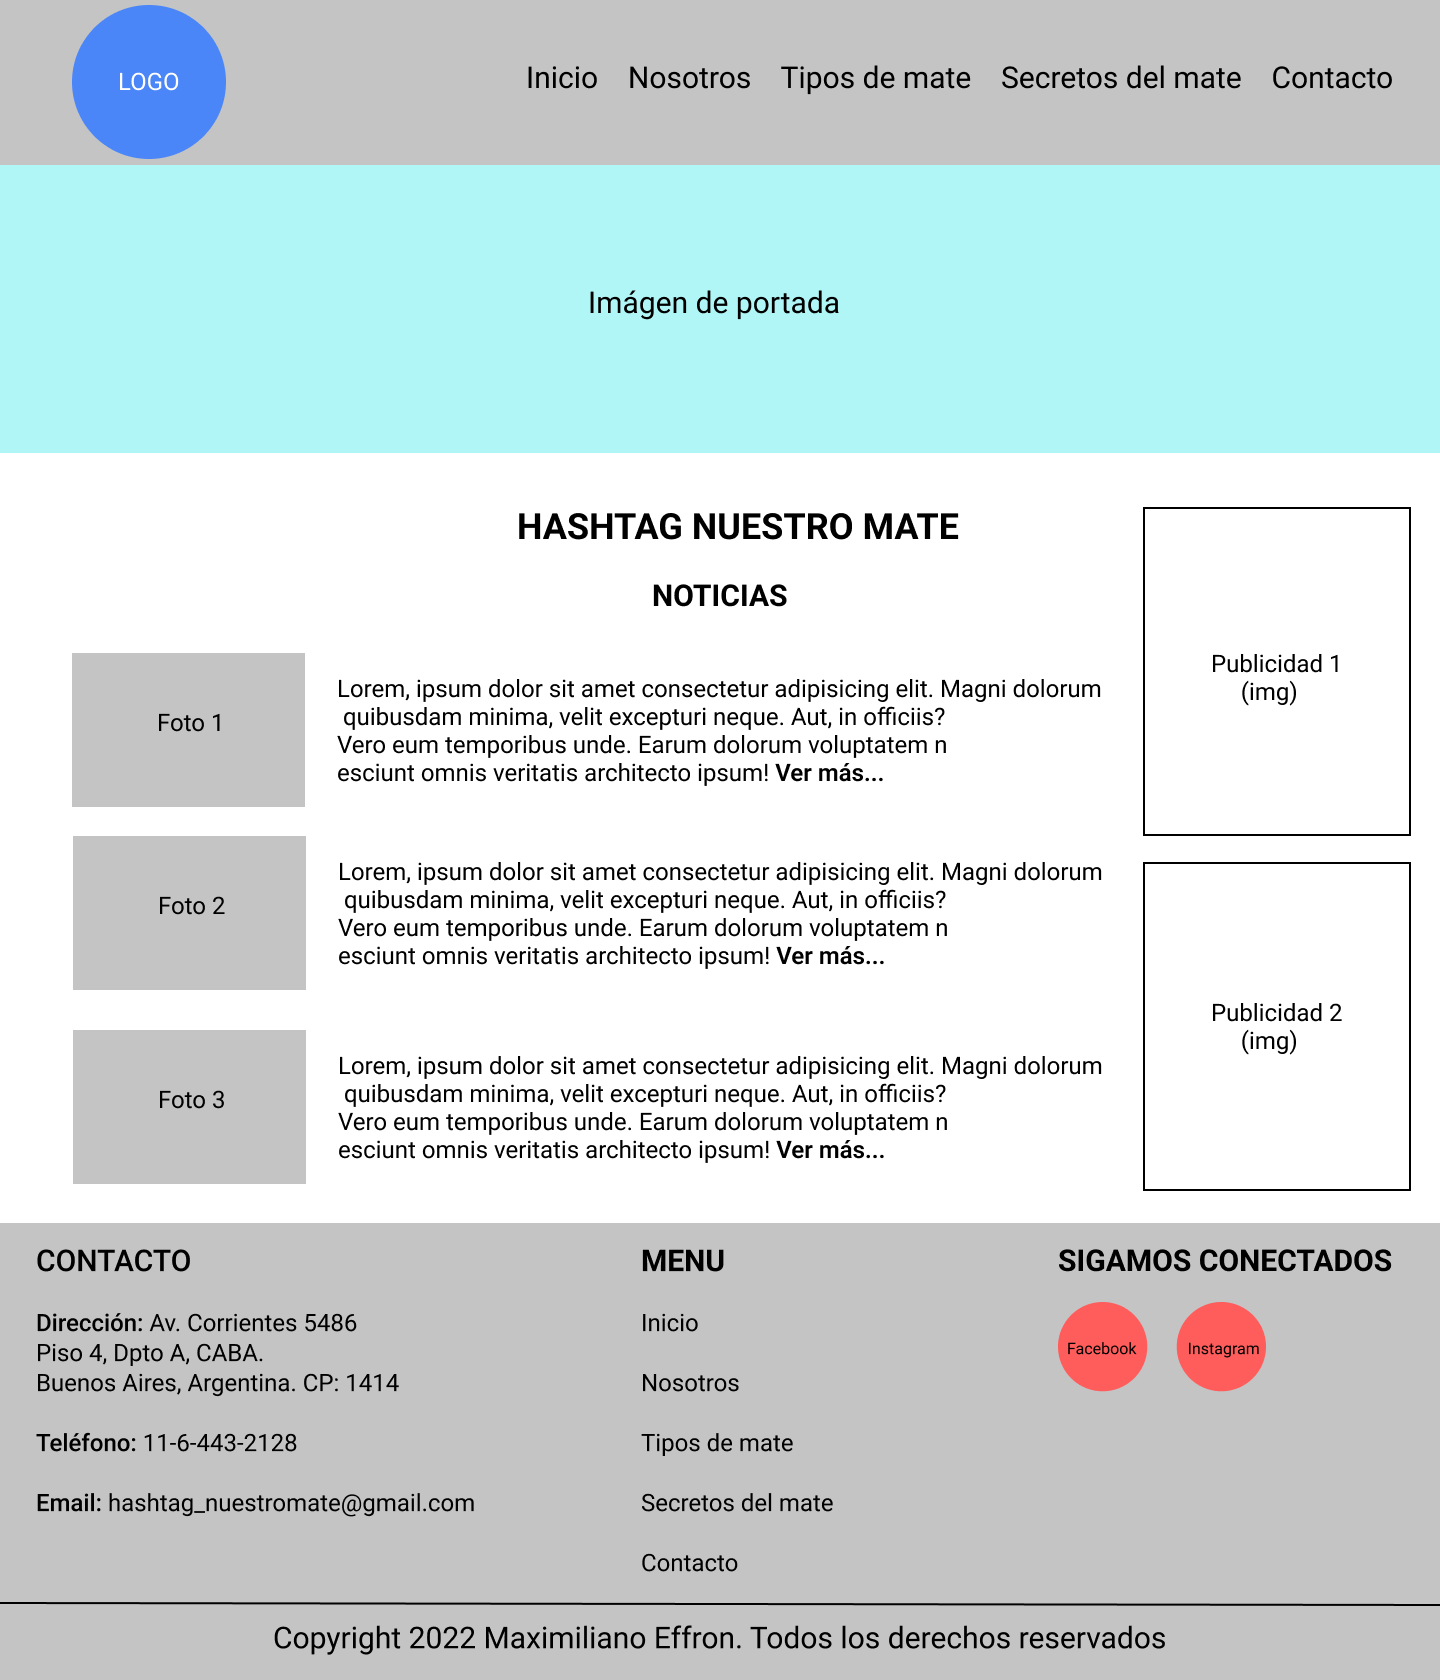 LOGO
Inicio Nosotros Tipos de mate Secretos del mate Contacto
Imágen de portada
HASHTAG NUESTRO MATE
NOTICIAS
Foto 1
Lorem, ipsum dolor sit amet consectetur adipisicing elit. Magni dolorum
quibusdam minima, velit excepturi neque. Aut, in officiis?
Vero eum temporibus unde. Earum dolorum voluptatem n
esciunt omnis veritatis architecto ipsum! Ver más...
Foto 2
Lorem, ipsum dolor sit amet consectetur adipisicing elit. Magni dolorum
quibusdam minima, velit excepturi neque. Aut, in officiis?
Vero eum temporibus unde. Earum dolorum voluptatem n
esciunt omnis veritatis architecto ipsum! Ver más...
Foto 3
Lorem, ipsum dolor sit amet consectetur adipisicing elit. Magni dolorum
quibusdam minima, velit excepturi neque. Aut, in officiis?
Vero eum temporibus unde. Earum dolorum voluptatem n
esciunt omnis veritatis architecto ipsum! Ver más...
Publicidad 1
(img)
Publicidad 2
(img)
CONTACTO
Dirección: Av. Corrientes 5486
Piso 4, Dpto A, CABA.
Buenos Aires, Argentina. CP: 1414
Teléfono: 11-6-443-2128
Email: hashtag_nuestromate@gmail.com
MENU
Inicio
Nosotros
Tipos de mate
Secretos del mate
Contacto
SIGAMOS CONECTADOS
Facebook
Instagram
Copyright 2022 Maximiliano Effron. Todos los derechos reservados